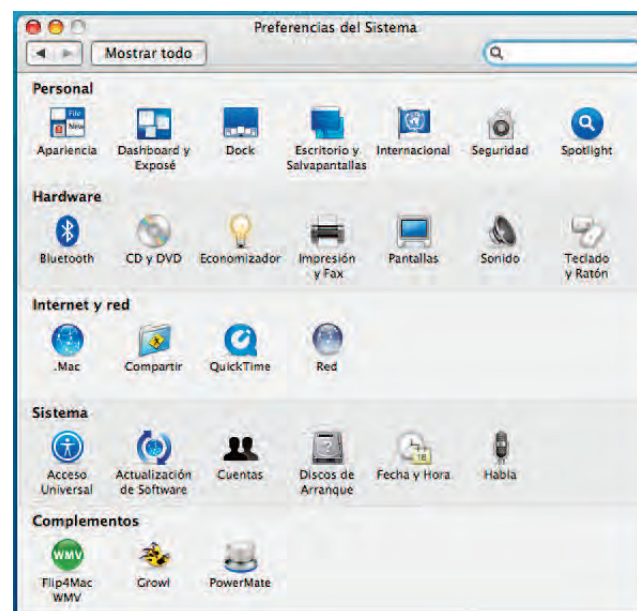 Preferencias del Sistema
Mostrar todo
Personal
File
New
Apariencia
Dashboard y
Exposé
Dock
Escritorio y
Salvapantallas
Internacional
Seguridad
Spotlight
Hardware
Bluetooth
CD y DVD
Economizador
Impresión
y Fax
Pantallas
Sonido
Teclado
y Ratón
Internet y red
.Mac
Compartir
QuickTime
Red
Sistema
Acceso
Universal
Actualización
de Software
Cuentas
Discos de
Arranque
Fecha y Hora
18
Habla
Complementos
WMV
Flip4Mac
WMV
Growl
PowerMate